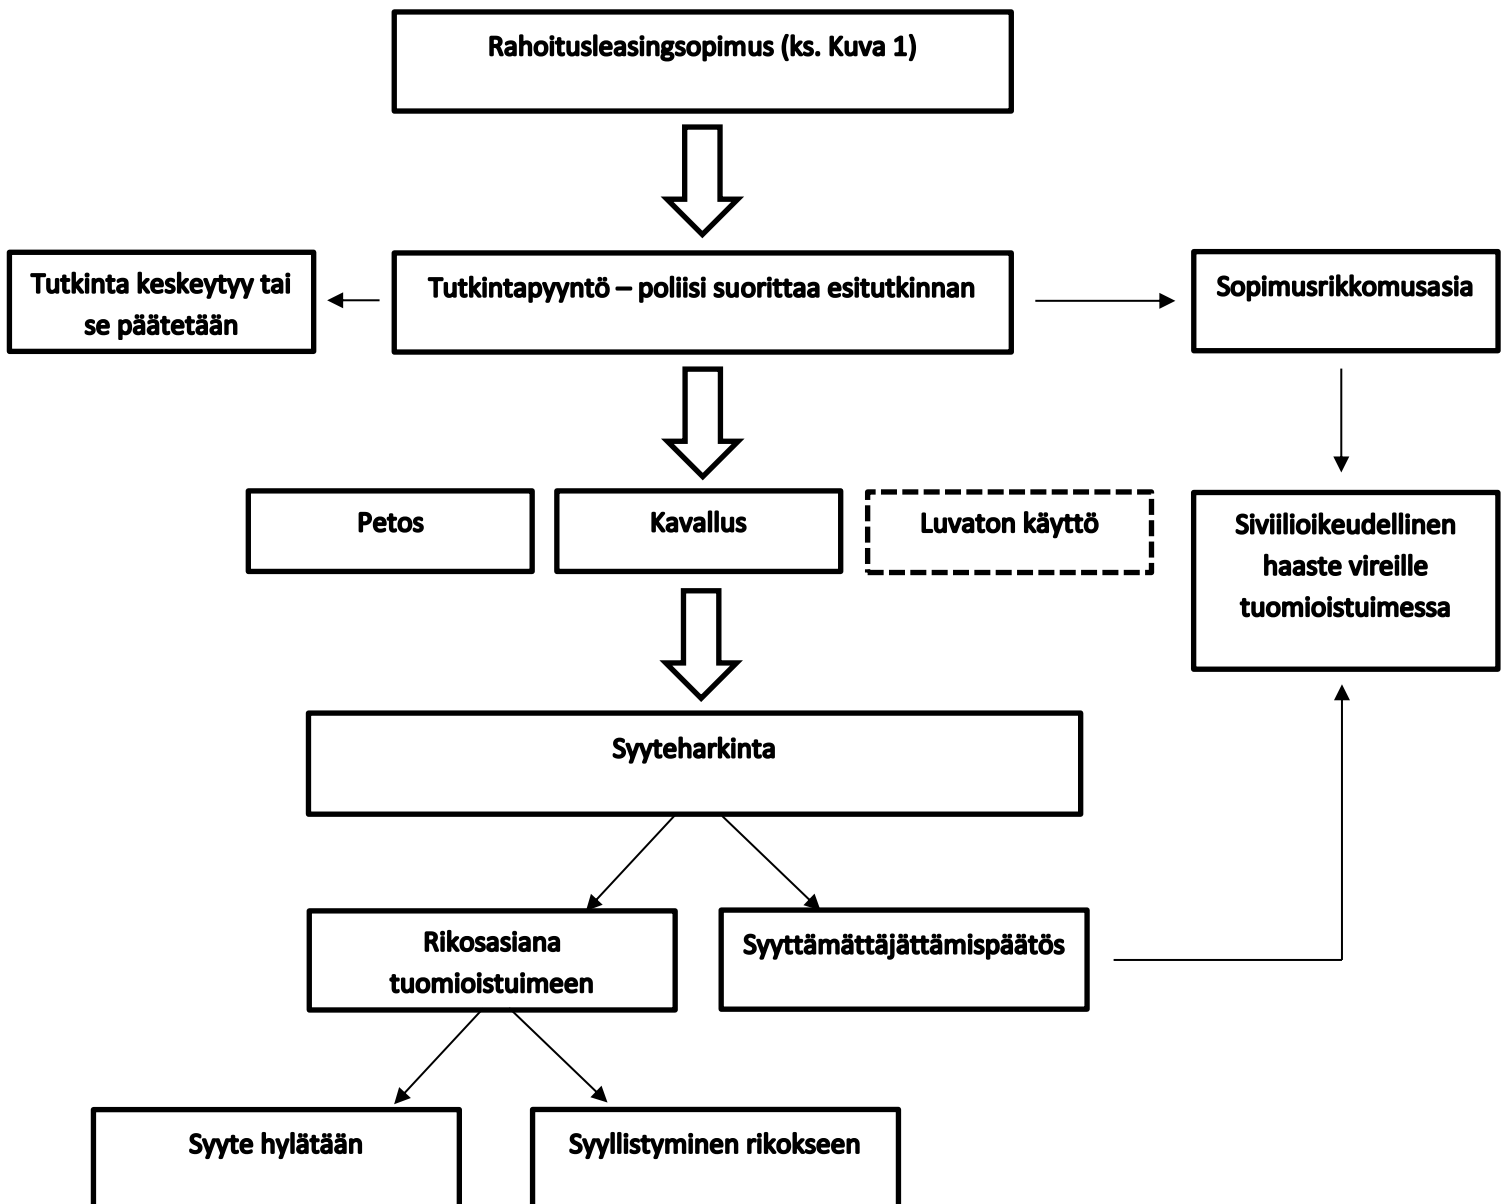 Rahoitusleasingsopimus (ks. Kuva 1)
Tutkinta keskeytyy tai
se päätetään
Tutkintapyyntö – poliisi suorittaa esitutkinnan
Sopimusrikkomusasia
Petos
Kavallus
Luvaton käyttö
Siviilioikeudellinen
haaste vireille
tuomioistuimessa
Syyteharkinta
Rikosasiana
tuomioistuimeen
Syyttämättäjättämispäätös
Syyte hylätään
Syyllistyminen rikokseen